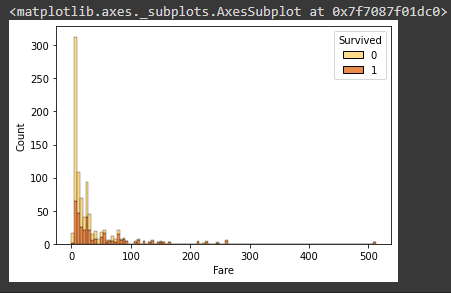 <matplotlib.axes._subplots.AxesSubplot at 0x7f7087f01dc0>
Survived
0
1
300
250
200
150
100
50
0
Count
0 100 200 300 400 500
Fare